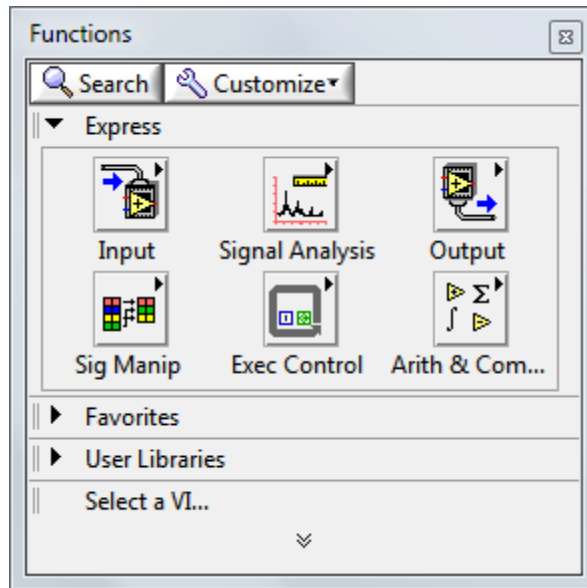 Functions
Search Customize
Express
Input Signal Analysis Output
Sig Manip Exec Control Arith & Com...
Favorites
User Libraries
Select a VI...